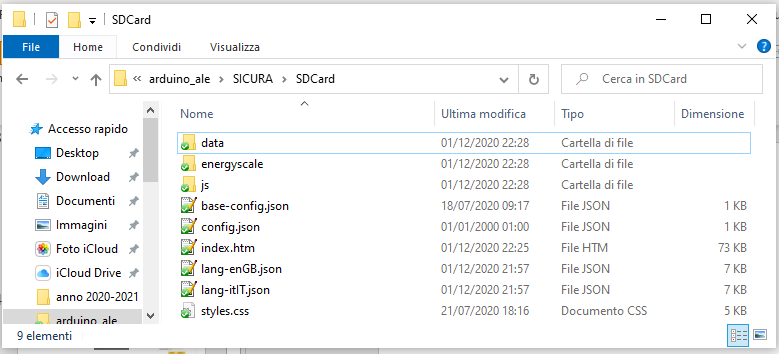 SDCard
File Home Condividi Visualizza
« arduino_ale > SICURA > SDCard Cerca in SDCard
Nome Ultima modifica Tipo Dimensione
Accesso rapido
Desktop
Download
Documenti
Immagini
Foto iCloud
iCloud Drive
anno 2020-2021
arduino_ale
data 01/12/2020 22:28 Cartella di file
energyscale 01/12/2020 22:28 Cartella di file
js 01/12/2020 22:28 Cartella di file
base-config.json 18/07/2020 09:17 File JSON 1 KB
config.json 01/01/2000 01:00 File JSON 1 KB
index.htm 01/12/2020 22:25 File HTM 73 KB
lang-enGB.json 01/12/2020 21:57 File JSON 7 KB
lang-itIT.json 01/12/2020 21:57 File JSON 7 KB
styles.css 21/07/2020 18:16 Documento CSS 5 KB
9 elementi